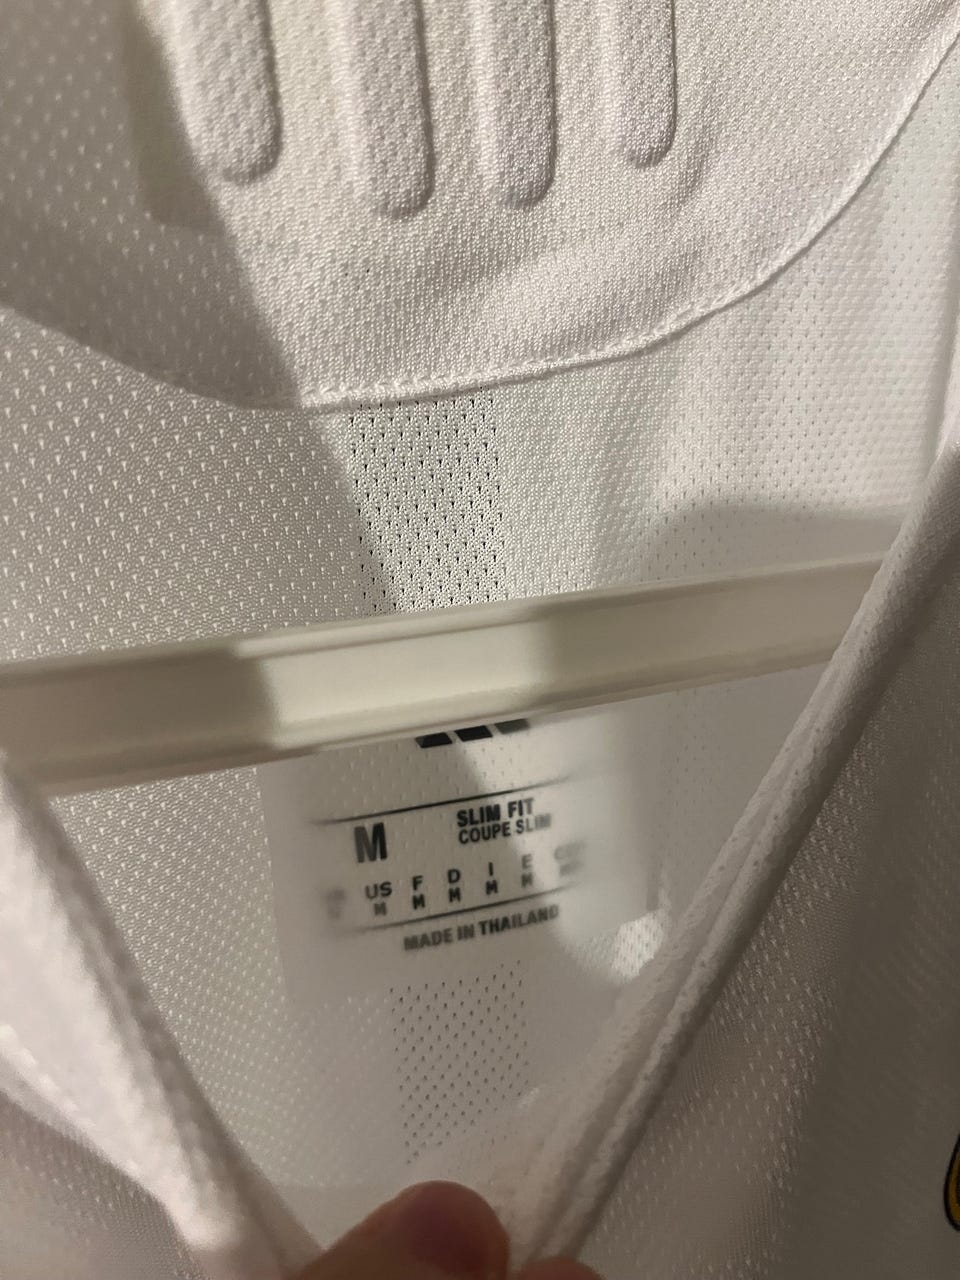 M
SLIM FIT
COUPE SLIM
US F D I E
M M M M M
MADE IN THAILAND